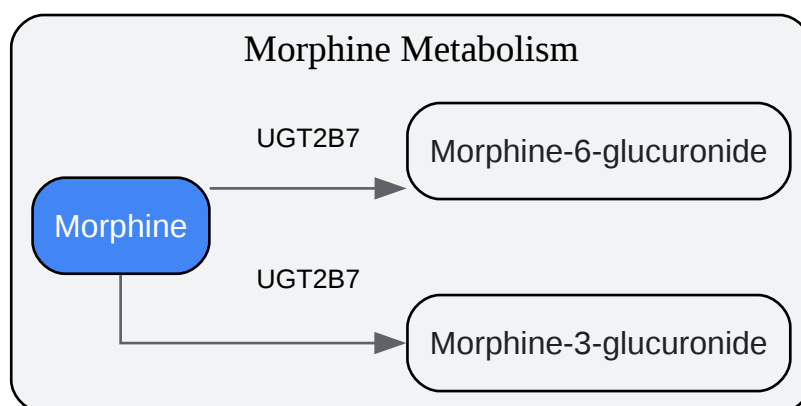 Morphine Metabolism
UGT2B7
Morphine-6-glucuronide
Morphine
UGT2B7
Morphine-3-glucuronide